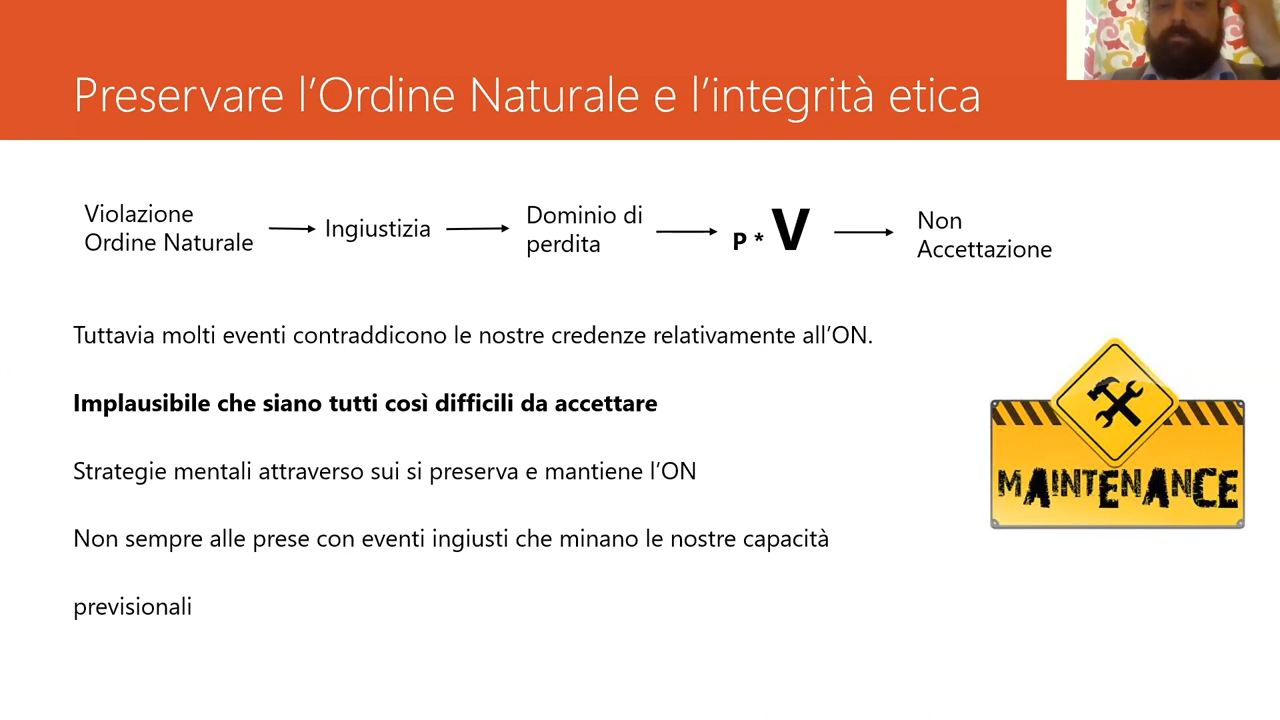 Preservare l’Ordine Naturale e l’integrità etica
Violazione
Ordine Naturale
Ingiustizia
Dominio di
perdita
P * V
Non
Accettazione
Tuttavia molti eventi contraddicono le nostre credenze relativamente all’ON.
Implausibile che siano tutti così difficili da accettare
Strategie mentali attraverso sui si preserva e mantiene l’ON
Non sempre alle prese con eventi ingiusti che minano le nostre capacità
previsionali
MAINTENANCE